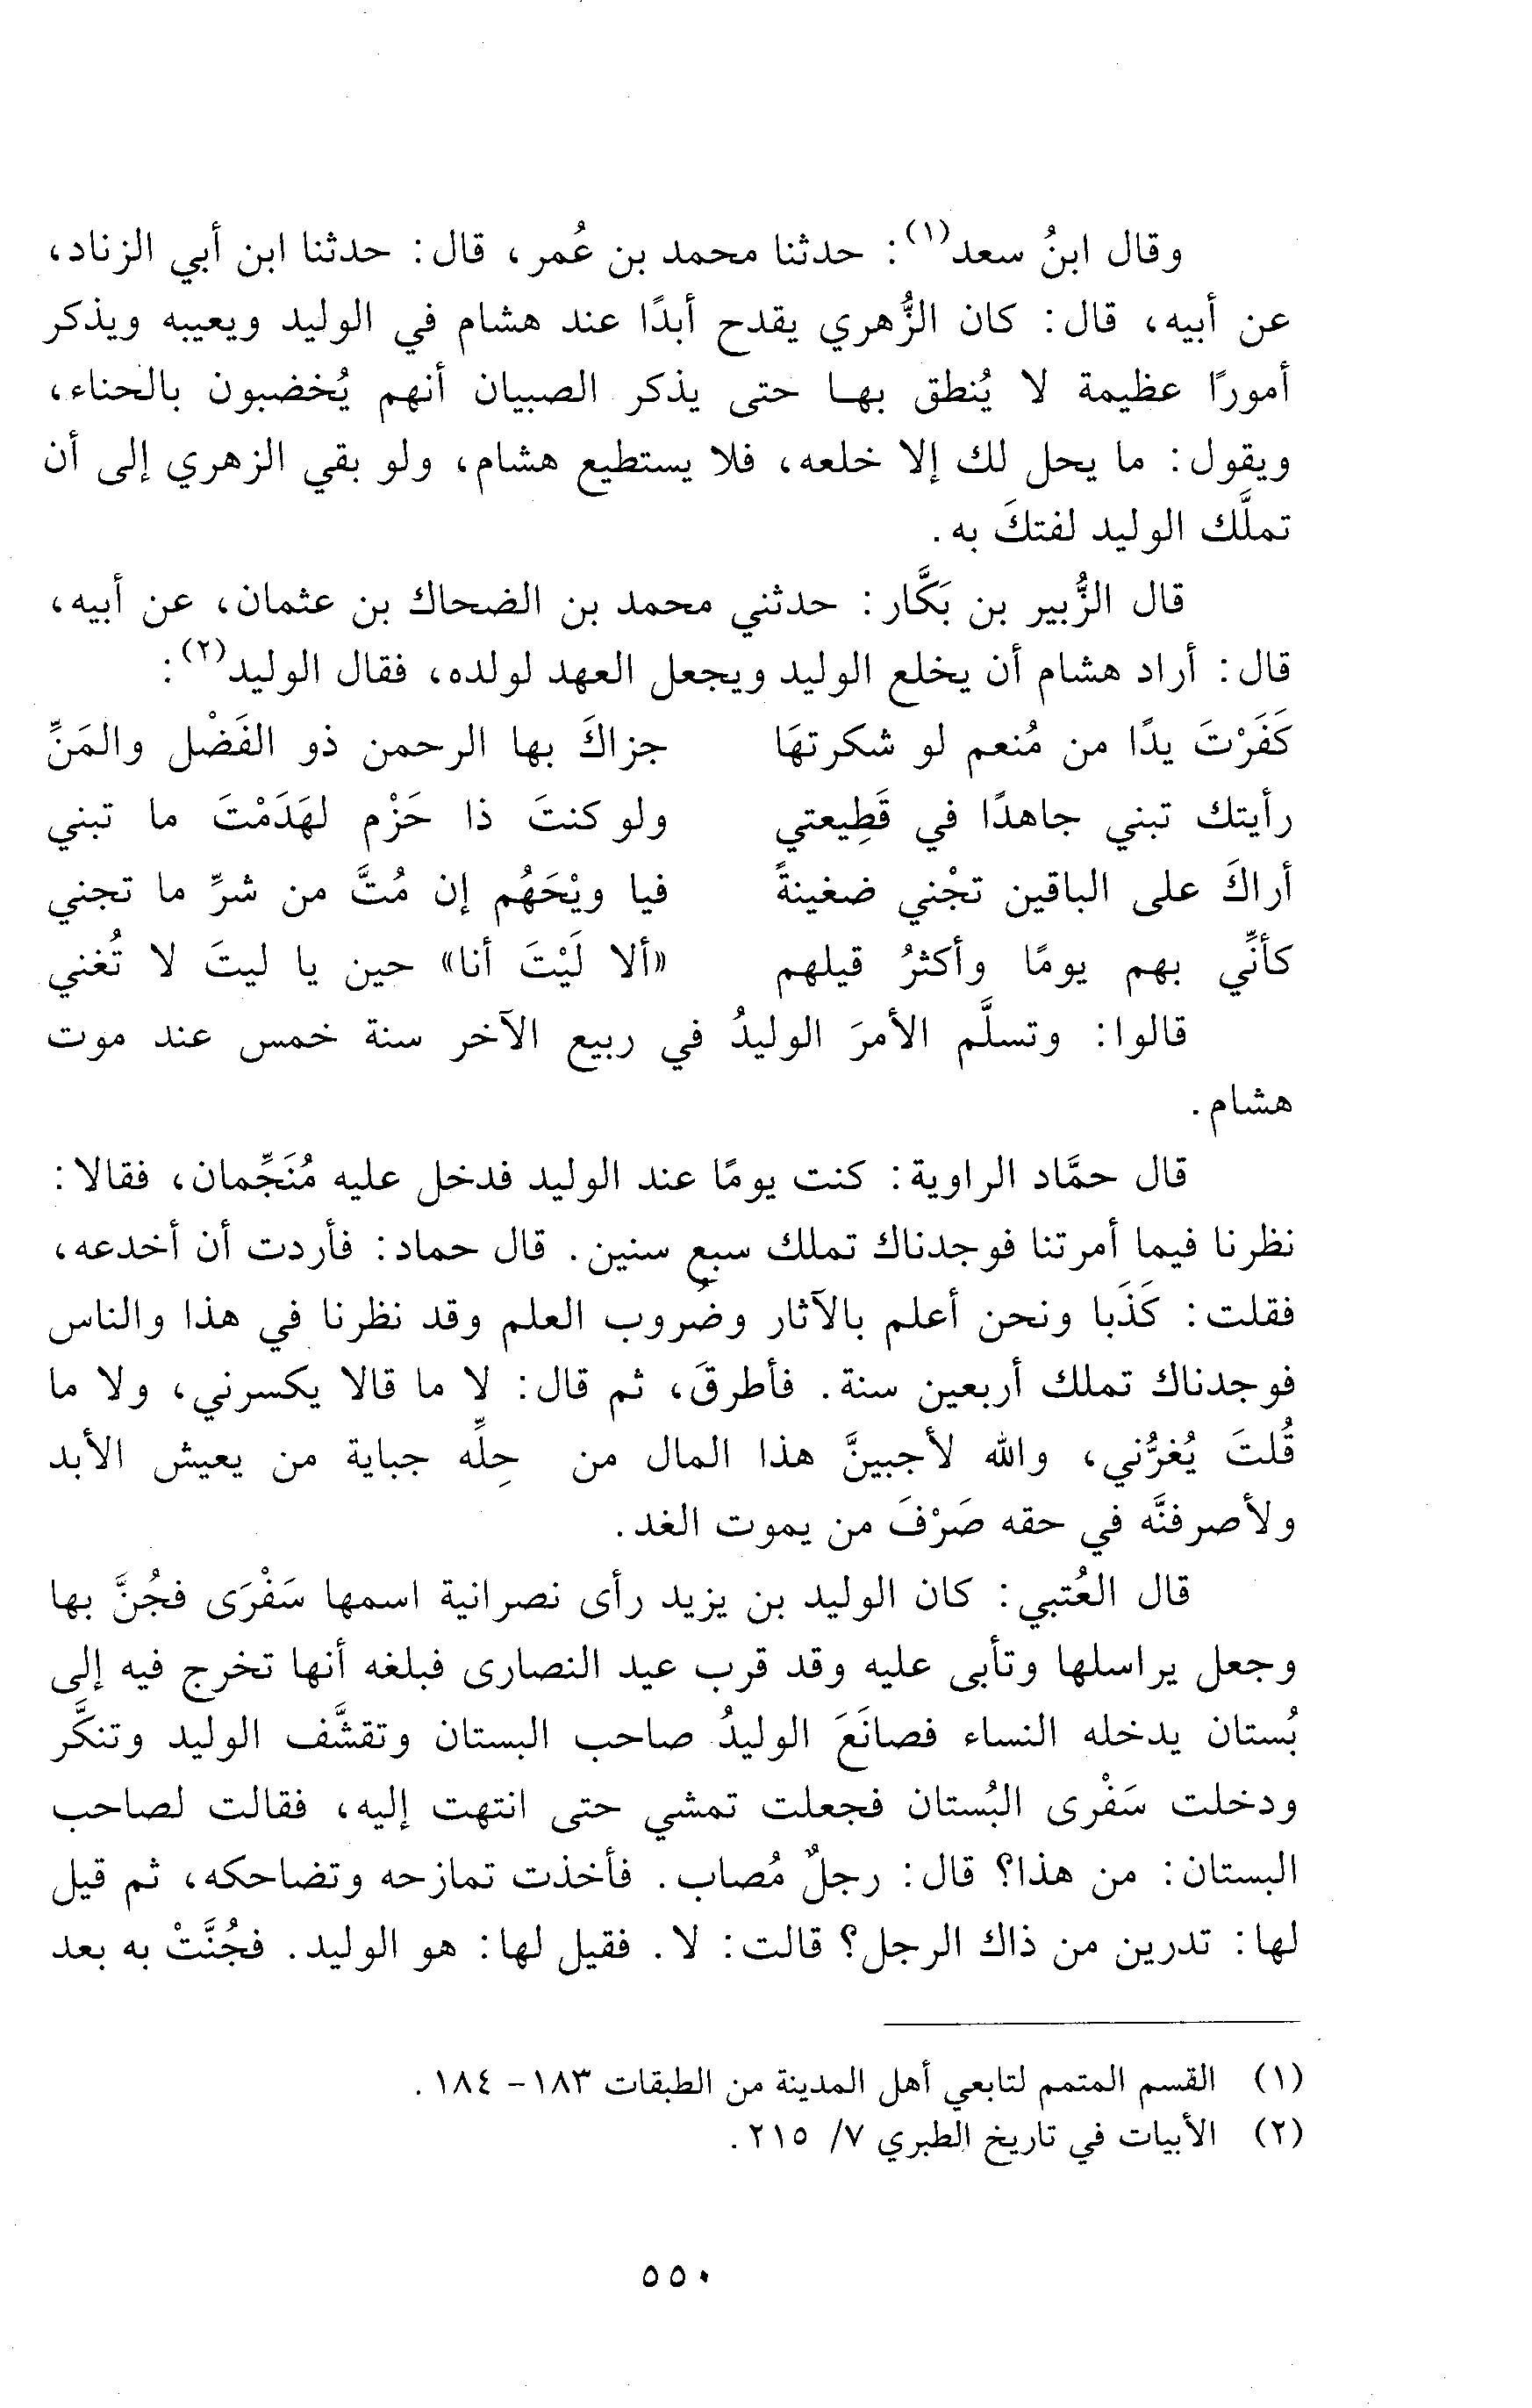 وقال ابنُ سعد(١): حدثنا محمد بن عُمر، قال: حدثنا ابن أبي الزناد،
عن أبيه، قال: كان الزُّهري يقدح أبدًا عند هشام في الوليد ويعيبه ويذكر
أمورًا عظيمة لا يُنطق بها حتى يذكر الصبيان أنهم يُخضبون بالحناء،
ويقول: ما يحل لك إلا خلعه، فلا يستطيع هشام، ولو بقي الزهري إلى أن
تملَّك الوليد لفتكَ به.
قال الزُّبير بن بَكَّار: حدثني محمد بن الضحاك بن عثمان، عن أبيه،
قال: أراد هشام أن يخلع الوليد ويجعل العهد لولده، فقال الوليد(٢):
كَفَرْتَ يدًا من مُنعم لو شكرتهَا جزاكَ بها الرحمن ذو الفَضْل والمَنِّ
رأيتك تبني جاهدًا في قَطِيعتي ولو كنتَ ذا حَزْم لهَدَمْتَ ما تبني
أراكَ على الباقين تجْني ضغينةً فيا ويْحَهُم إن مُتَّ من شرِّ ما تجني
كأنِّي بهم يومًا وأكثرُ قيلهم «ألا لَيْتَ أنا» حين يا ليتَ لا تُغني
قالوا: وتسلَّم الأمرَ الوليدُ في ربيع الآخر سنة خمس عند موت
هشام.
قال حمَّاد الراوية: كنت يومًا عند الوليد فدخل عليه مُنَجِّمان، فقالا:
نظرنا فيما أمرتنا فوجدناك تملك سبع سنين. قال حماد: فأردت أن أخدعه،
فقلت: كَذَبا ونحن أعلم بالآثار وضُروب العلم وقد نظرنا في هذا والناس
فوجدناك تملك أربعين سنة. فأطرقَ، ثم قال: لا ما قالا يكسرني، ولا ما
قُلتَ يُغرُّني، والله لأجبينَّ هذا المال من حِلِّه جباية من يعيش الأبد
ولأصرفنَّه في حقه صَرْفَ من يموت الغد.
قال العُتبي: كان الوليد بن يزيد رأى نصرانية اسمها سَفْرَى فجُنَّ بها
وجعل يراسلها وتأبى عليه وقد قرب عيد النصارى فبلغه أنها تخرج فيه إلى
بُستان يدخله النساء فصانَعَ الوليدُ صاحب البستان وتقشَّف الوليد وتنكَّر
ودخلت سَفْرى البُستان فجعلت تمشي حتى انتهت إليه، فقالت لصاحب
البستان: من هذا؟ قال: رجلٌ مُصاب. فأخذت تمازحه وتضاحكه، ثم قيل
لها: تدرين من ذاك الرجل؟ قالت: لا. فقيل لها: هو الوليد. فجُنَّتْ به بعد
(١) القسم المتمم لتابعي أهل المدينة من الطبقات ١٨٣- ١٨٤.
(٢) الأبيات في تاريخ الطبري ٧/ ٢١٥.
٥٥٠